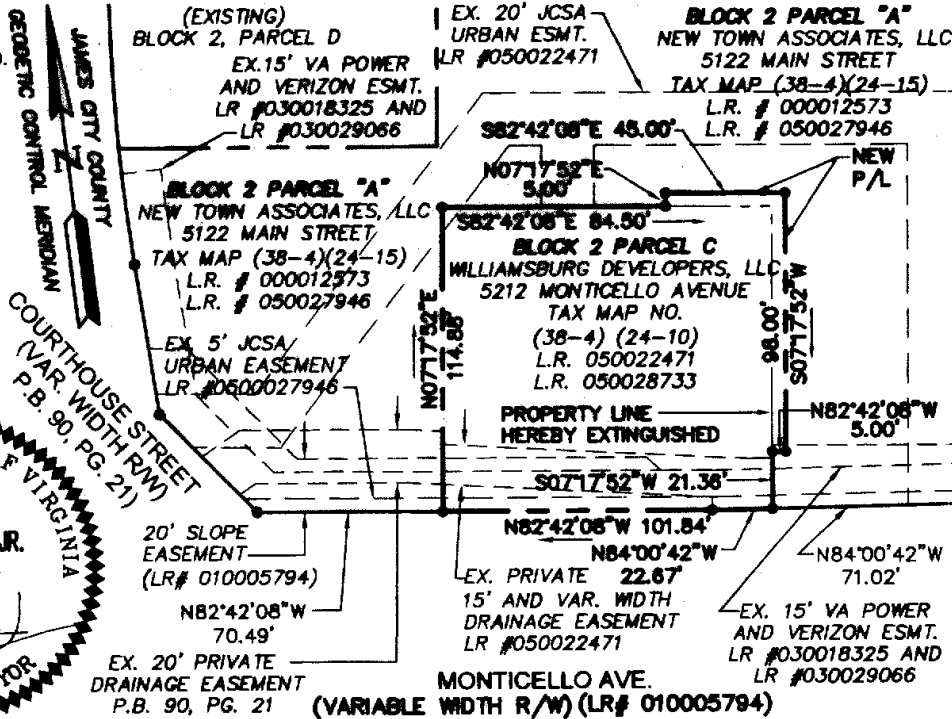 (EXISTING)
BLOCK 2, PARCEL D
EX.15' VA POWER
AND VERIZON ESMT.
LR #030018325 AND
LR #030029066
EX. 20' JCSA
URBAN ESMT.
LR #050022471
BLOCK 2 PARCEL "A"
NEW TOWN ASSOCIATES, LLC
5122 MAIN STREET
TAX MAP (38-4)(24-15)
L.R. # 000012573
L.R. # 050027946
JAMES CITY COUNTY
GEODETIC CONTROL MERIDIAN
N
S82°42'08"E 45.00'
N07°17'52"E
5.00'
NEW
P/L
BLOCK 2 PARCEL "A"
NEW TOWN ASSOCIATES, LLC
5122 MAIN STREET
TAX MAP (38-4)(24-15)
L.R. # 000012573
L.R. # 050027946
S82°42'08"E 84.50'
BLOCK 2 PARCEL C
WILLIAMSBURG DEVELOPERS, LLC
5212 MONTICELLO AVENUE
TAX MAP NO.
(38-4) (24-10)
L.R. 050022471
L.R. 050028733
N07°17'52"E
114.86'
98.00'
S07°17'52"W
EX. 5' JCSA
URBAN EASEMENT
LR #0500027946
COURTHOUSE STREET
(VAR. WIDTH R/W)
P.B. 90, PG. 21)
PROPERTY LINE
HEREBY EXTINGUISHED
N82°42'08"W
5.00'
S07°17'52"W 21.36'
F VIRGINIA
JR.
TOR
20' SLOPE
EASEMENT
(LR# 010005794)
N82°42'08"W 101.84'
N84°00'42"W
22.67'
N84°00'42"W
71.02'
N82°42'08"W
70.49'
EX. PRIVATE
15' AND VAR. WIDTH
DRAINAGE EASEMENT
LR #050022471
EX. 15' VA POWER
AND VERIZON ESMT.
LR #030018325 AND
LR #030029066
EX. 20' PRIVATE
DRAINAGE EASEMENT
P.B. 90, PG. 21
MONTICELLO AVE.
(VARIABLE WIDTH R/W) (LR# 010005794)